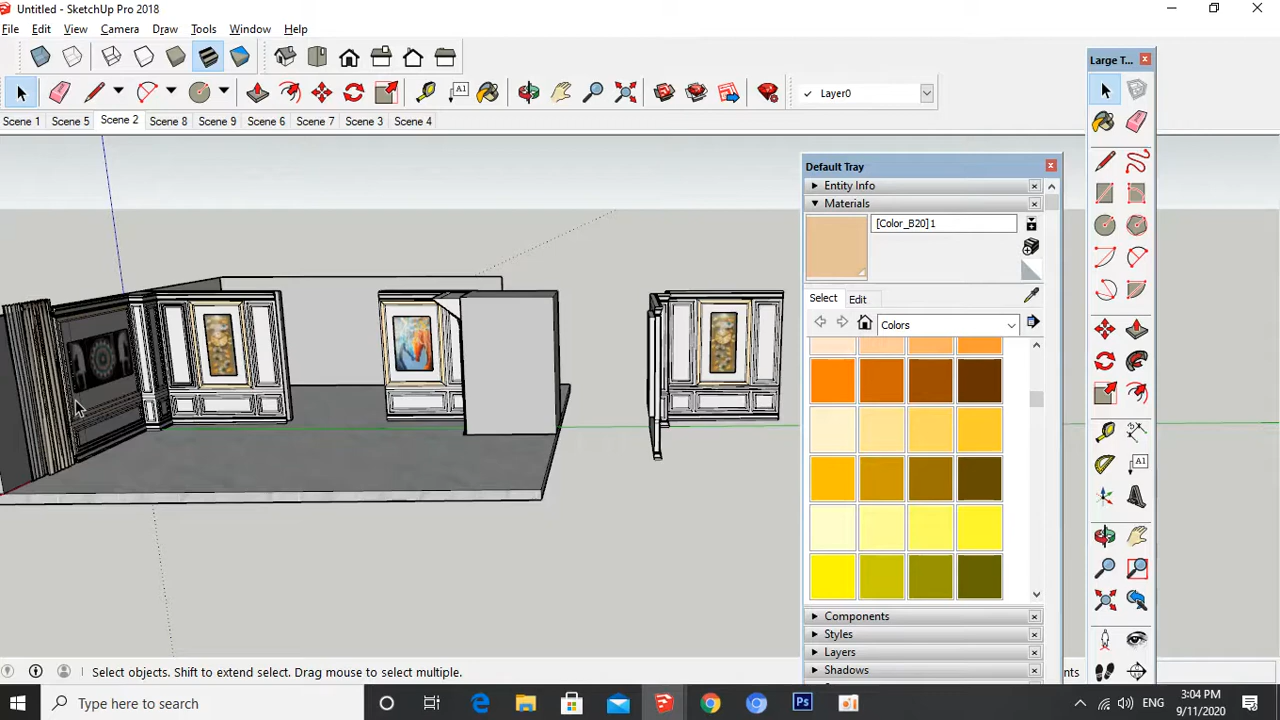 Untitled - SketchUp Pro 2018
File Edit View Camera Draw Tools Window Help
A1
Layer0
Scene 1 Scene 5 Scene 2 Scene 8 Scene 9 Scene 6 Scene 7 Scene 3 Scene 4
Large T...
Default Tray
Entity Info
Materials
[Color_B20]1
Select Edit
Colors
A1
Components
Styles
Layers
Shadows
Select objects. Shift to extend select. Drag mouse to select multiple.
Type here to search
Ps
ENG
3:04 PM
9/11/2020